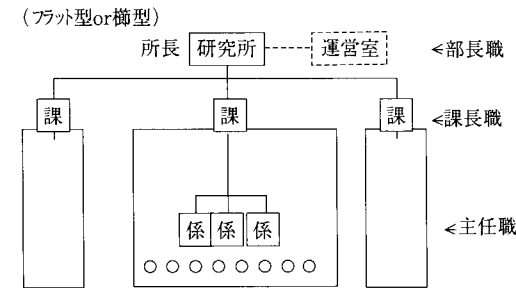 (フラット型or櫛型)
所長 研究所 運営室 <部長職
課 課 課 <課長職
係 係 係 <主任職